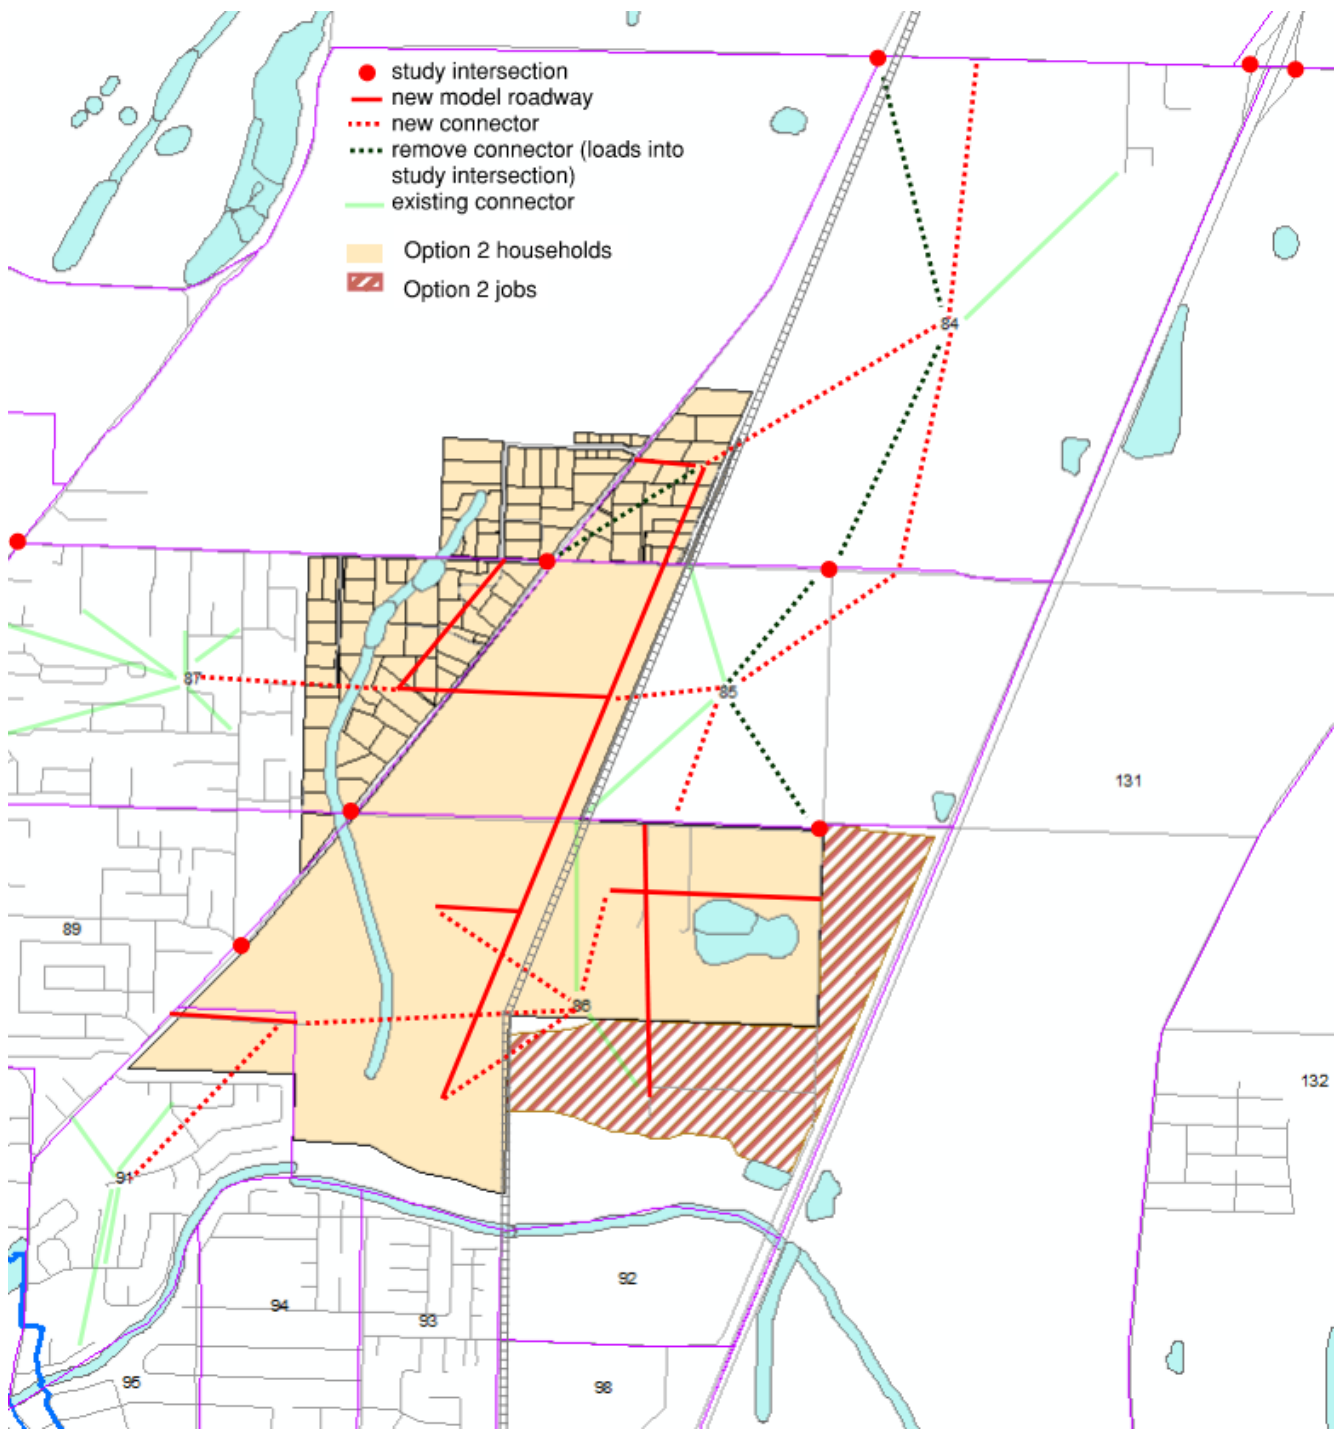 study intersection
new model roadway
new connector
remove connector (loads into
study intersection)
existing connector
Option 2 households
Option 2 jobs
84
87
85
131
89
86
132
91
92
94
93
95
98